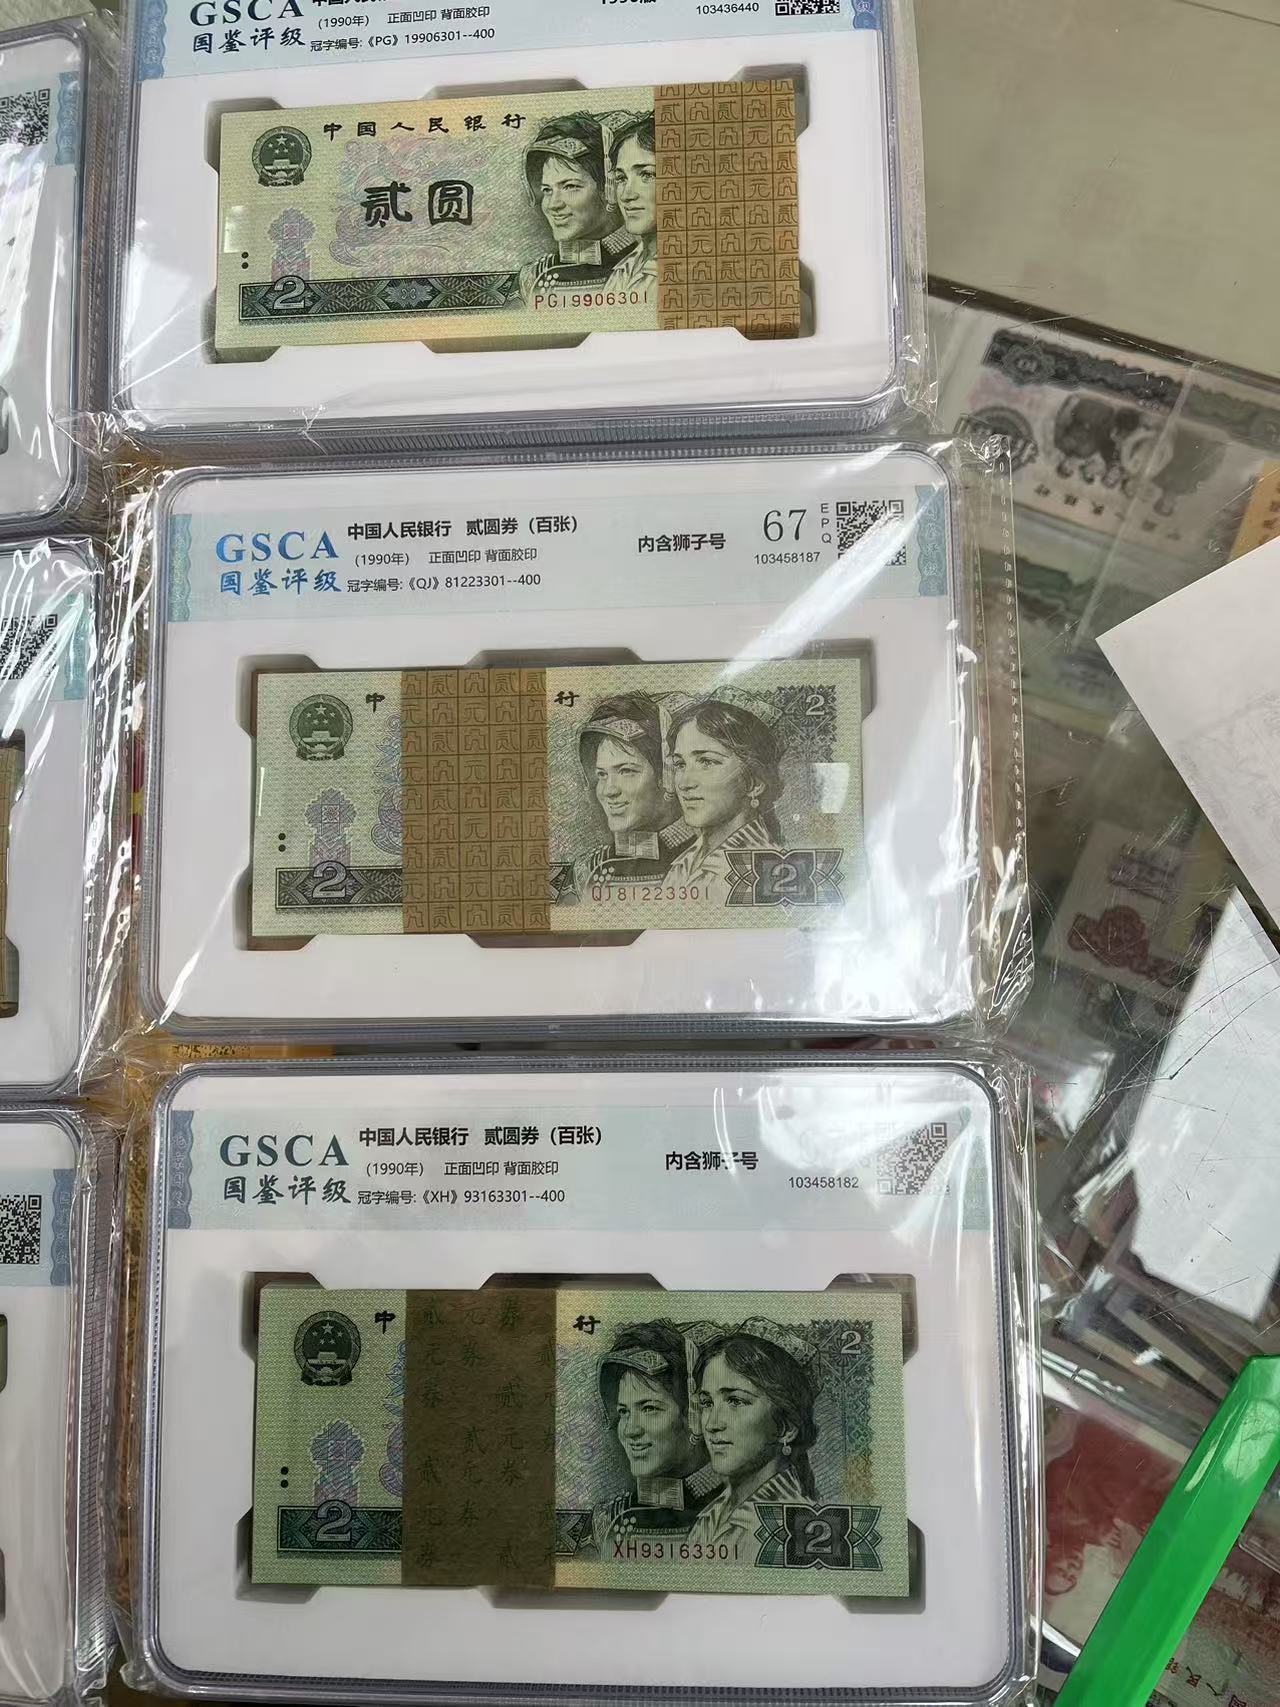 GSCA
(1990年) 正面凹印 背面胶印
103436440
国鉴评级 冠字编号:《PG》19906301--400
中国人民银行
贰圆
2
PG19906301
GSCA 中国人民银行 贰圆券（百张）
(1990年) 正面凹印 背面胶印
国鉴评级 冠字编号:《QJ》81223301--400
内含狮子号
67
EPQ
103458187
中 行
2
2
QJ81223301
2
GSCA 中国人民银行 贰圆券（百张）
(1990年) 正面凹印 背面胶印
国鉴评级 冠字编号:《XH》93163301--400
内含狮子号
103458182
中 行
2
2
XH93163301
2